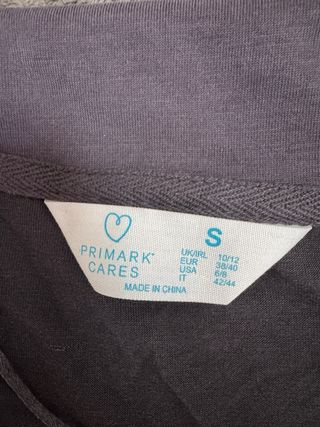 PRIMARK®
CARES
S
UK/IRL 10/12
EUR 38/40
USA 6/8
IT 42/44
MADE IN CHINA